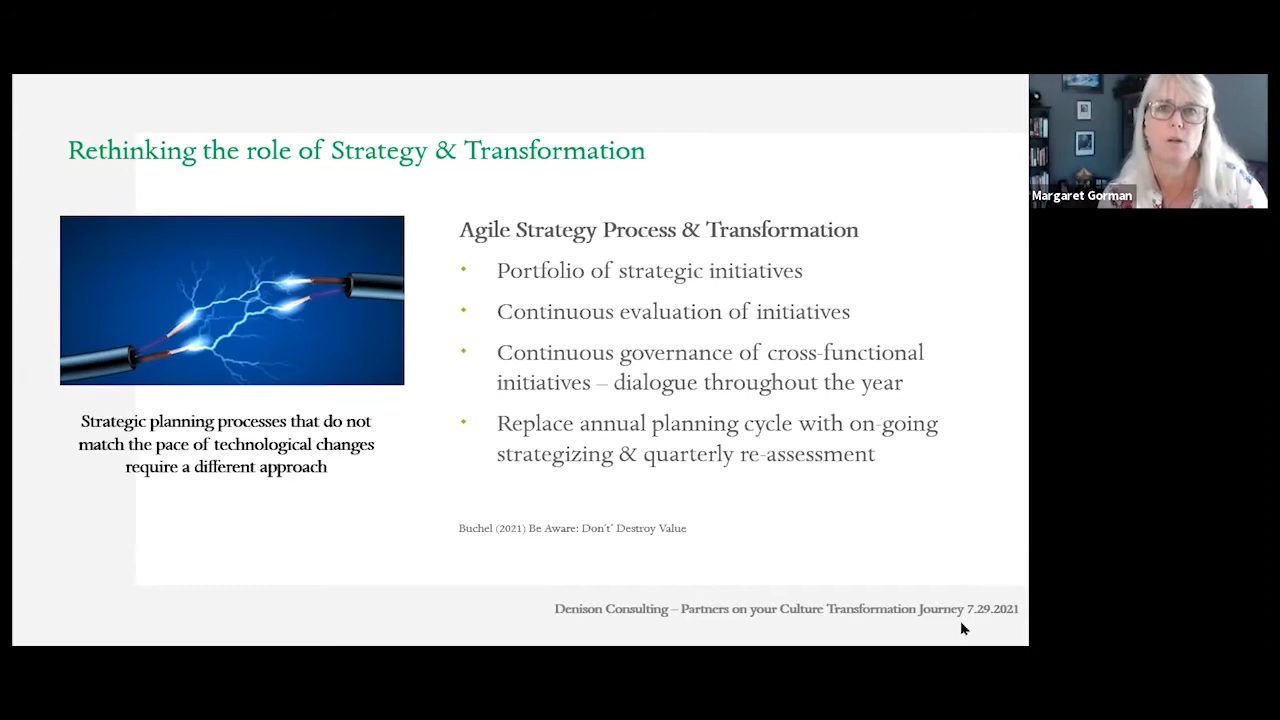 Rethinking the role of Strategy & Transformation
Margaret Gorman
Agile Strategy Process & Transformation
• Portfolio of strategic initiatives
• Continuous evaluation of initiatives
• Continuous governance of cross-functional
initiatives – dialogue throughout the year
• Replace annual planning cycle with on-going
strategizing & quarterly re-assessment
Strategic planning processes that do not
match the pace of technological changes
require a different approach
Buchel (2021) Be Aware: Don't' Destroy Value
Denison Consulting – Partners on your Culture Transformation Journey 7.29.2021